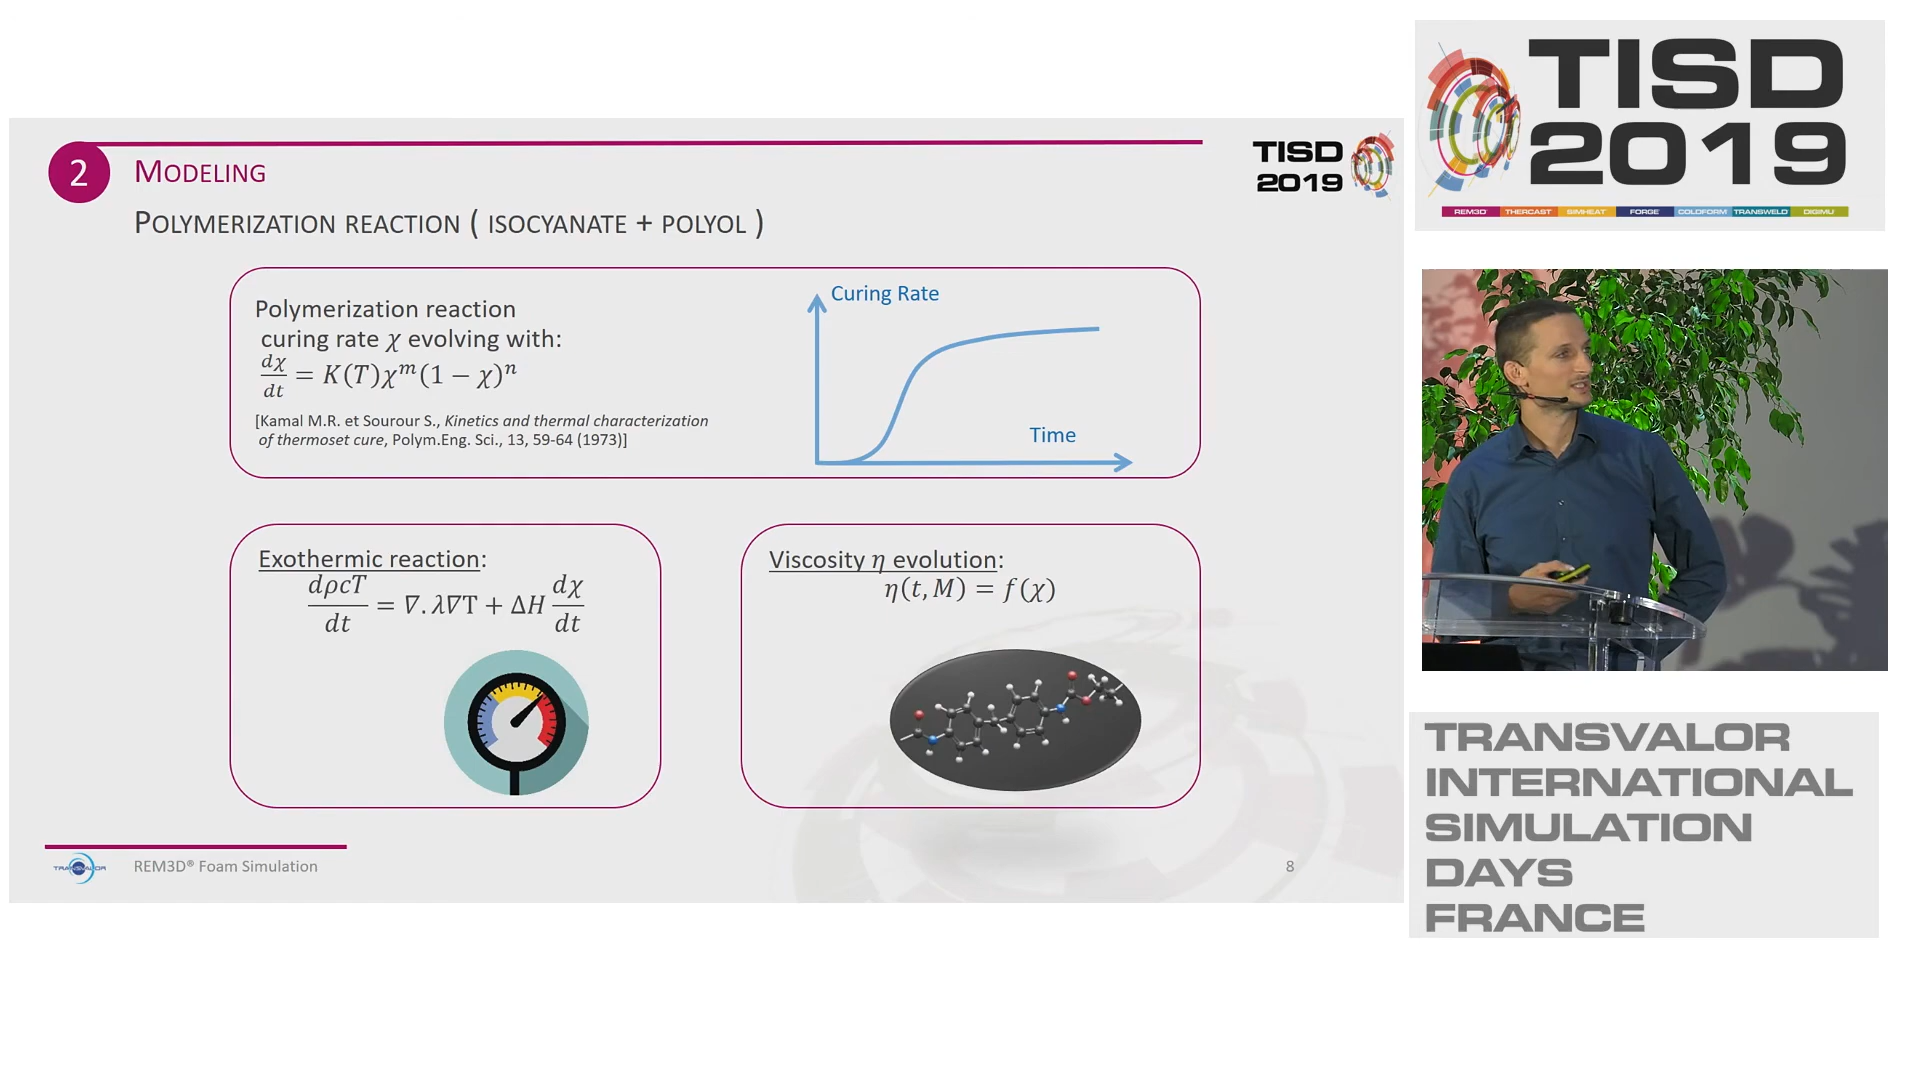 2
MODELING
POLYMERIZATION REACTION ( ISOCYANATE + POLYOL )
TISD
2019
Polymerization reaction
curing rate χ evolving with:
dχ/dt = K(T)χ^m(1 − χ)^n
[Kamal M.R. et Sourour S., Kinetics and thermal characterization
of thermoset cure, Polym.Eng. Sci., 13, 59-64 (1973)]
Curing Rate
Time
Exothermic reaction:
dρcT/dt = ∇.λ∇T + ΔH dχ/dt
Viscosity η evolution:
η(t, M) = f(χ)
TRANSVALOR
REM3D® Foam Simulation
8
TISD
2019
REM3D® THERCAST® SIMHEAT® FORGE® COLDFORM® TRANSWELD® DIGIMU®
TRANSVALOR
INTERNATIONAL
SIMULATION
DAYS
FRANCE